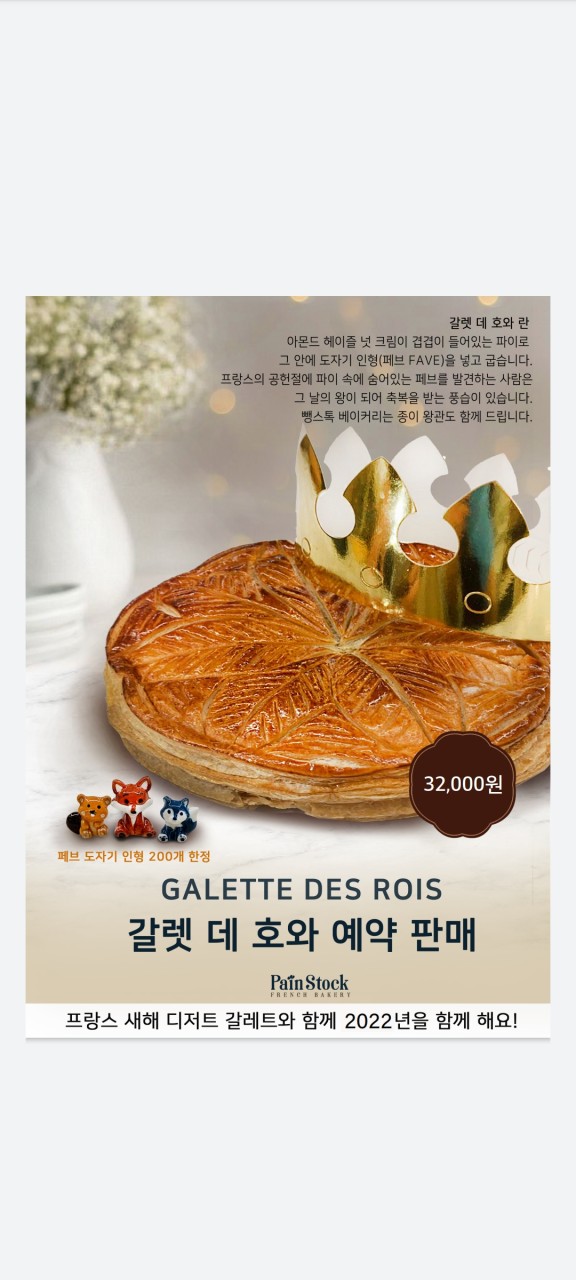 갈렛 데 호와 란
아몬드 헤이즐 넛 크림이 겹겹이 들어있는 파이로
그 안에 도자기 인형(페브 FAVE)을 넣고 굽습니다.
프랑스의 공헌절에 파이 속에 숨어있는 페브를 발견하는 사람은
그 날의 왕이 되어 축복을 받는 풍습이 있습니다.
뺑스톡 베이커리는 종이 왕관도 함께 드립니다.
32,000원
페브 도자기 인형 200개 한정
GALETTE DES ROIS
갈렛 데 호와 예약 판매
Pain Stock
FRENCH BAKERY
프랑스 새해 디저트 갈레트와 함께 2022년을 함께 해요!